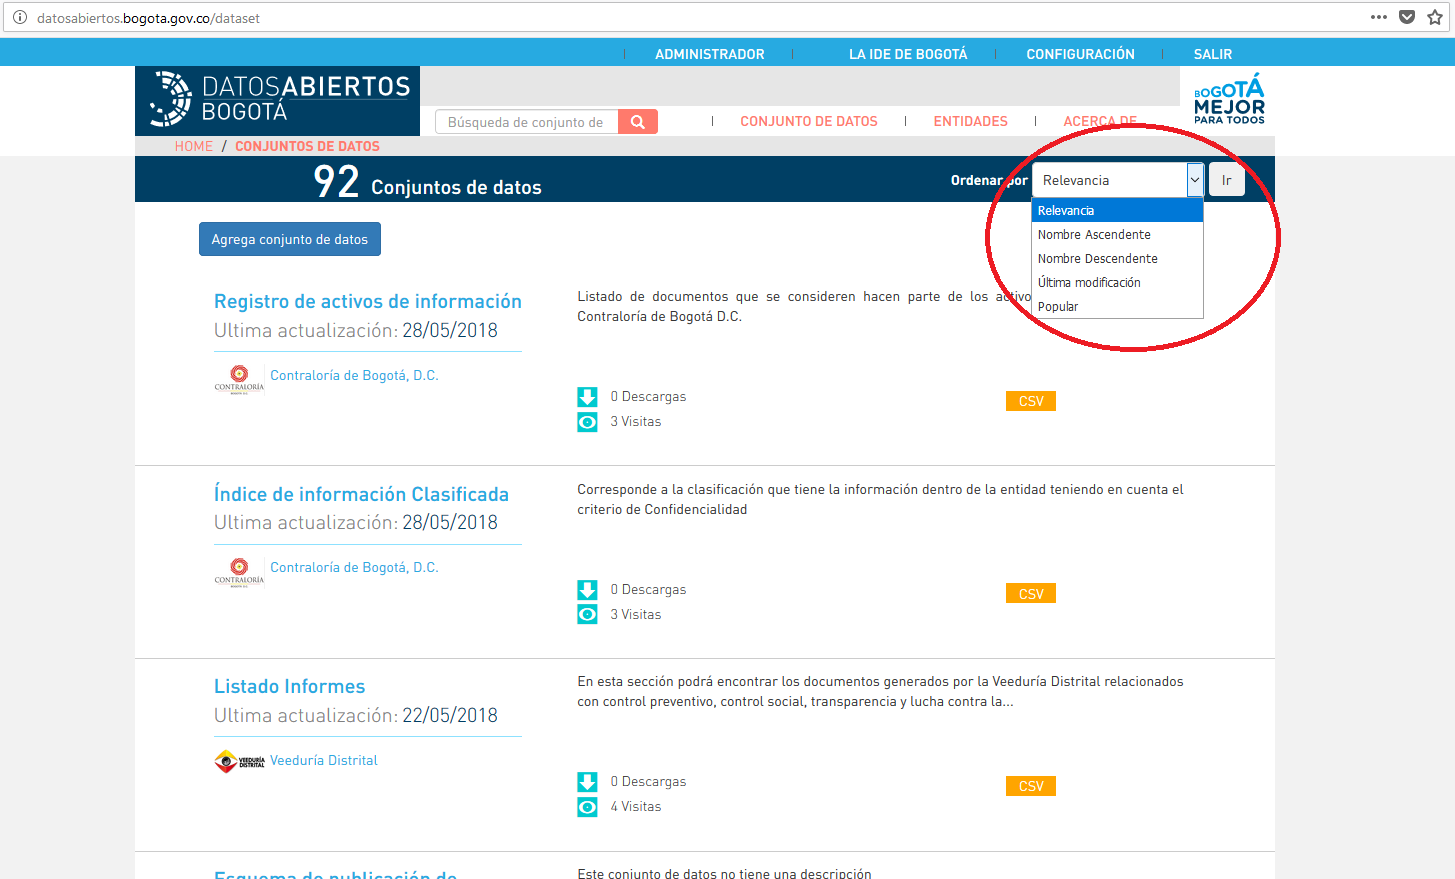 datosabiertos.bogota.gov.co/dataset
ADMINISTRADOR
LA IDE DE BOGOTÁ
CONFIGURACIÓN
SALIR
DATOSABIERTOS
BOGOTÁ
Búsqueda de conjunto de
CONJUNTO DE DATOS
ENTIDADES
ACERCA DE
BOGOTÁ
MEJOR
PARA TODOS
HOME / CONJUNTOS DE DATOS
92 Conjuntos de datos
Ordenar por
Relevancia
Ir
Relevancia
Nombre Ascendente
Nombre Descendente
Última modificación
Popular
Agrega conjunto de datos
Registro de activos de información
Ultima actualización: 28/05/2018
CONTRALORÍA
Contraloría de Bogotá, D.C.
Listado de documentos que se consideren hacen parte de los activo
Contraloría de Bogotá D.C.
0 Descargas
3 Visitas
CSV
Índice de información Clasificada
Ultima actualización: 28/05/2018
CONTRALORÍA
Contraloría de Bogotá, D.C.
Corresponde a la clasificación que tiene la información dentro de la entidad teniendo en cuenta el
criterio de Confidencialidad
0 Descargas
3 Visitas
CSV
Listado Informes
Ultima actualización: 22/05/2018
VEEDURÍA
DISTRITAL
Veeduría Distrital
En esta sección podrá encontrar los documentos generados por la Veeduría Distrital relacionados
con control preventivo, control social, transparencia y lucha contra la...
0 Descargas
4 Visitas
CSV
Esquema de publicación de
Este conjunto de datos no tiene una descripción